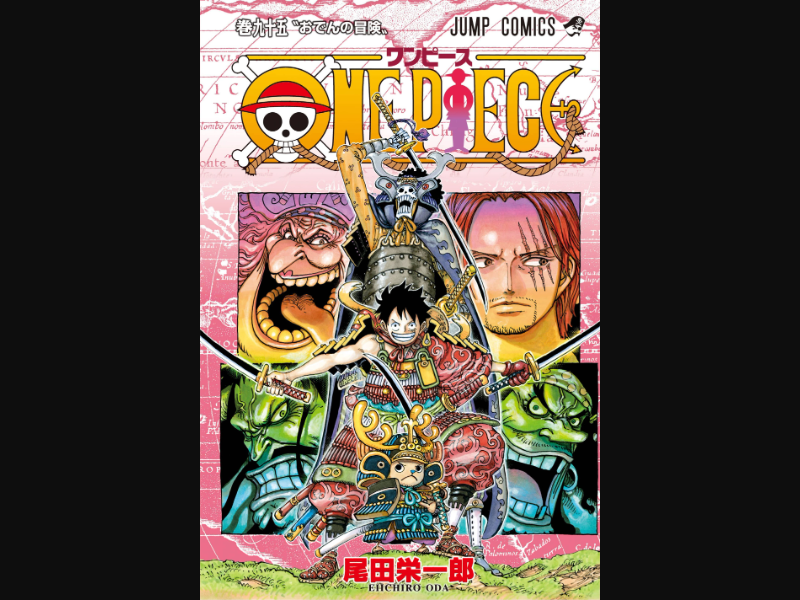 巻九十五 〝おでんの冒険〟
JUMP COMICS
ワンピース
ONE PIECE
尾田栄一郎
EIICHIRO ODA